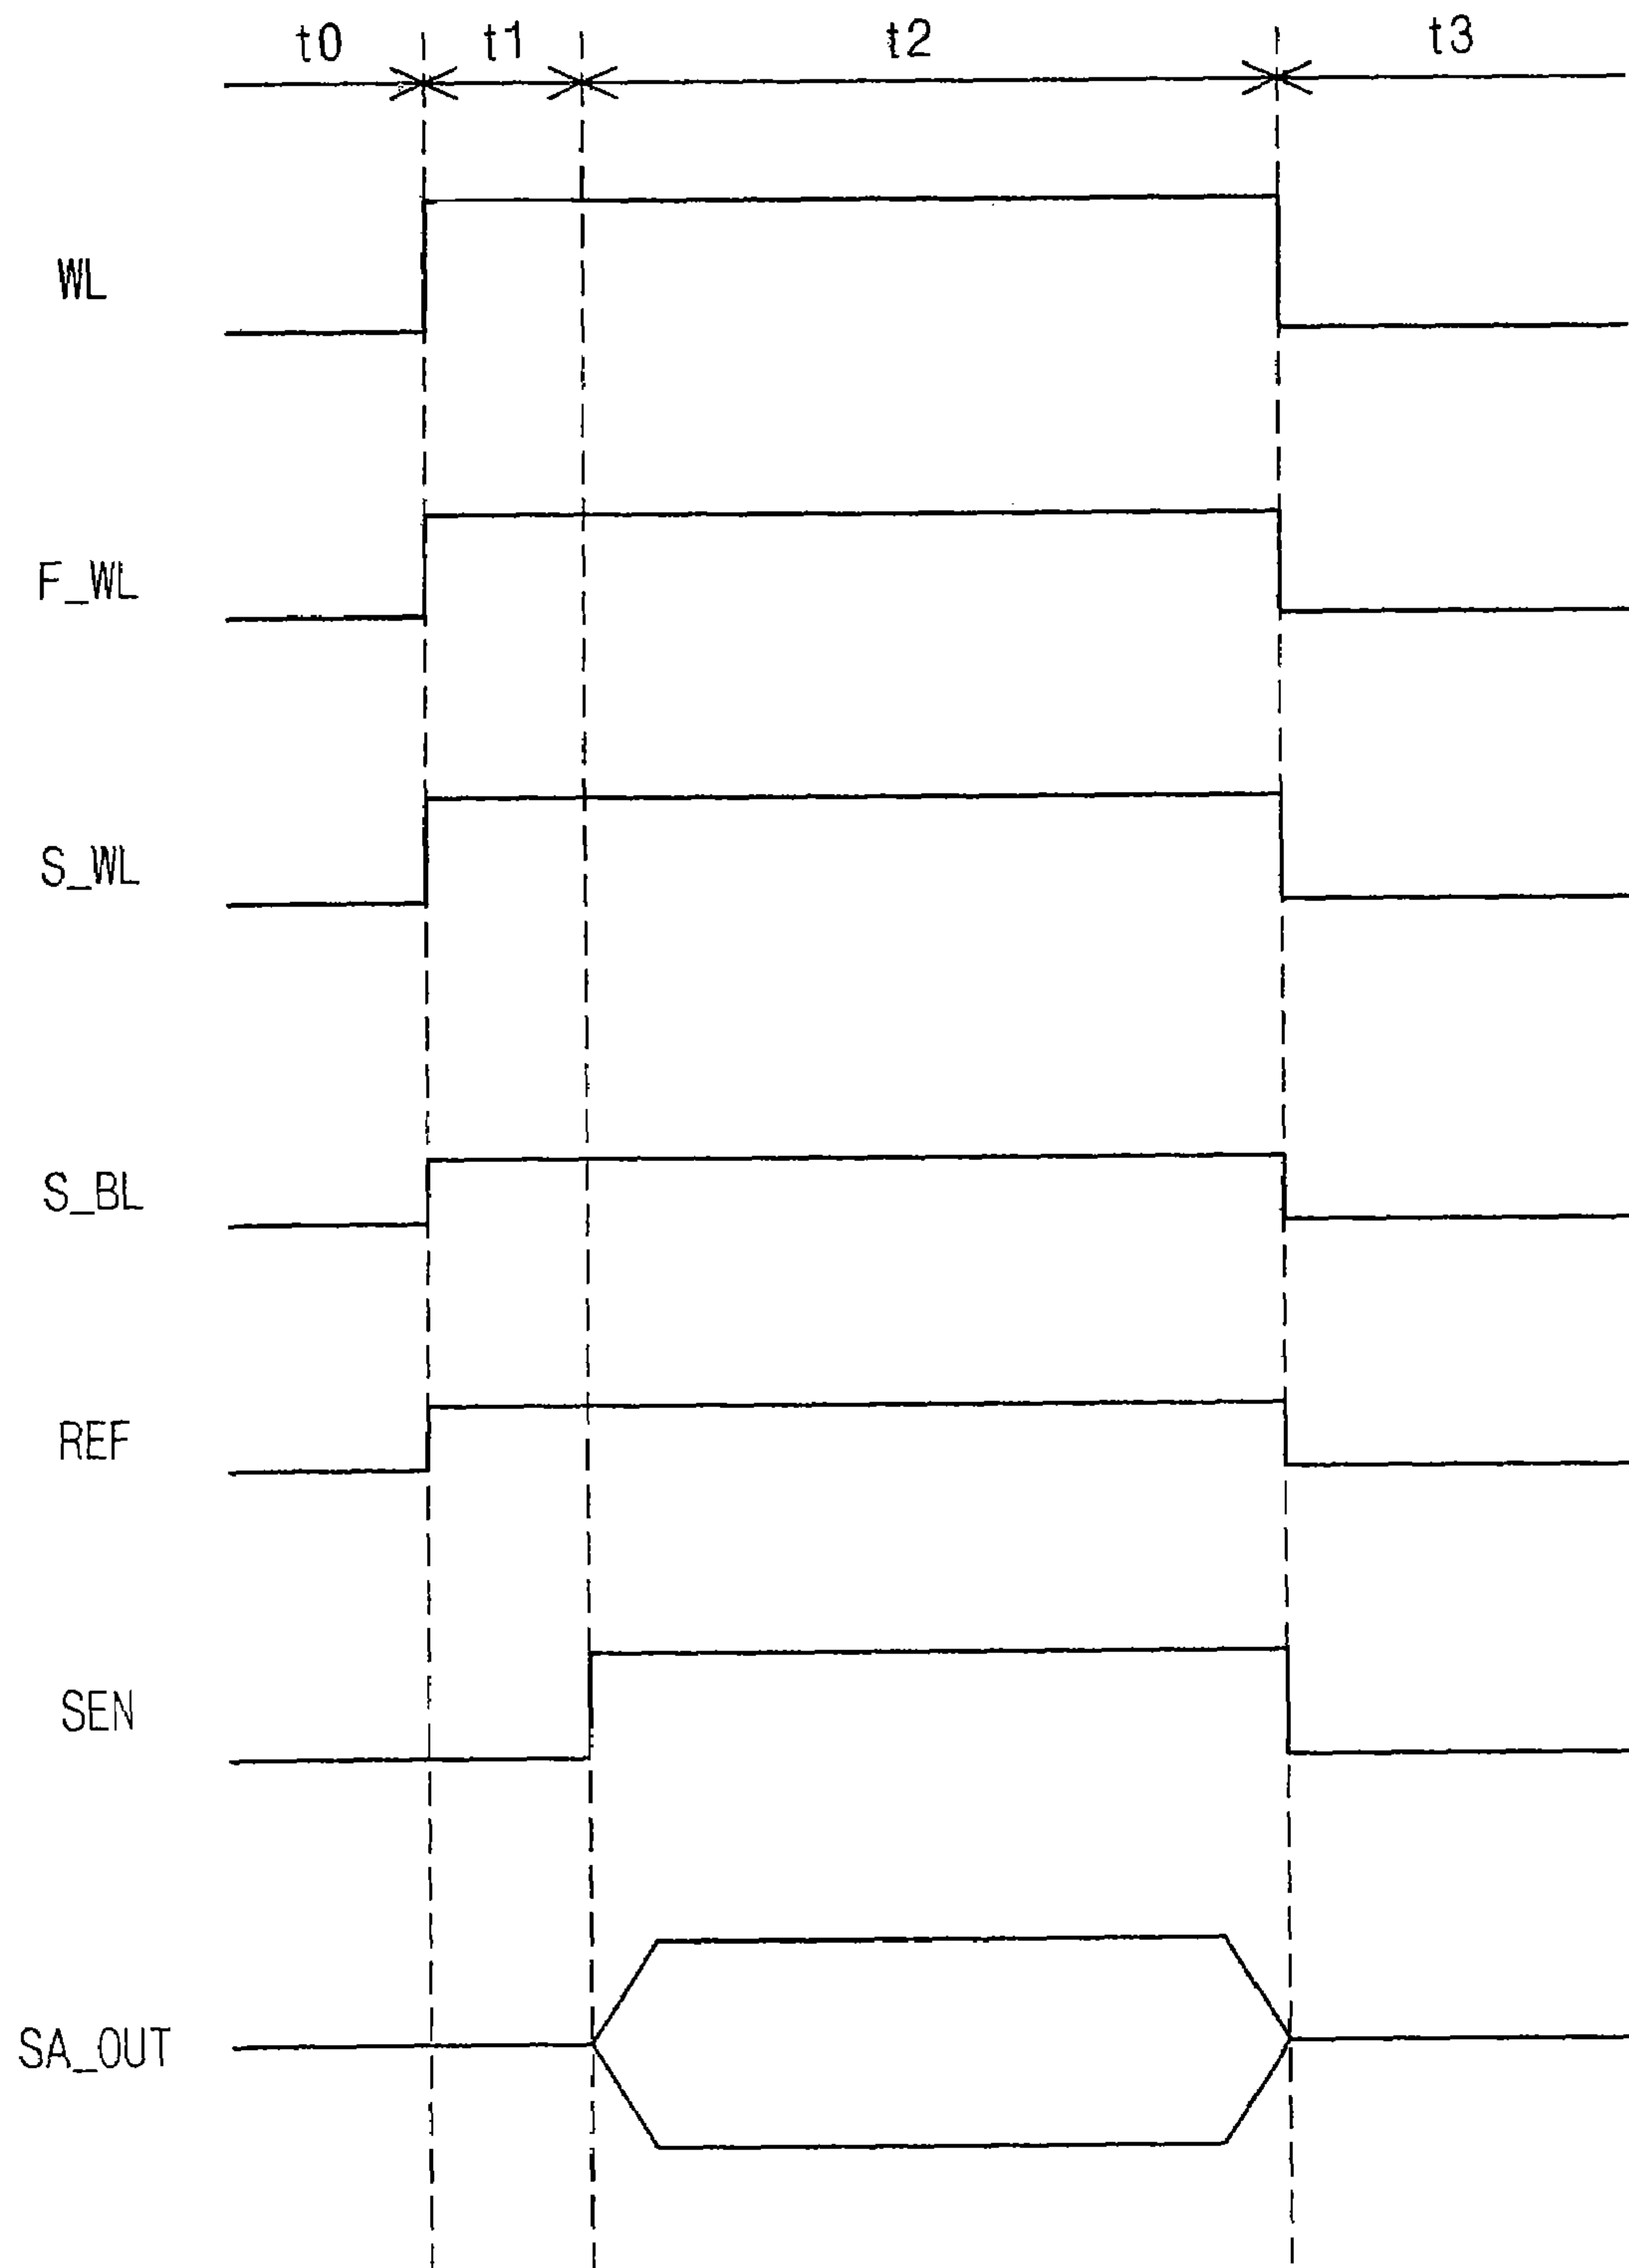 t0 t1 t2 t3
WL
F_WL
S_WL
S_BL
REF
SEN
SA_OUT